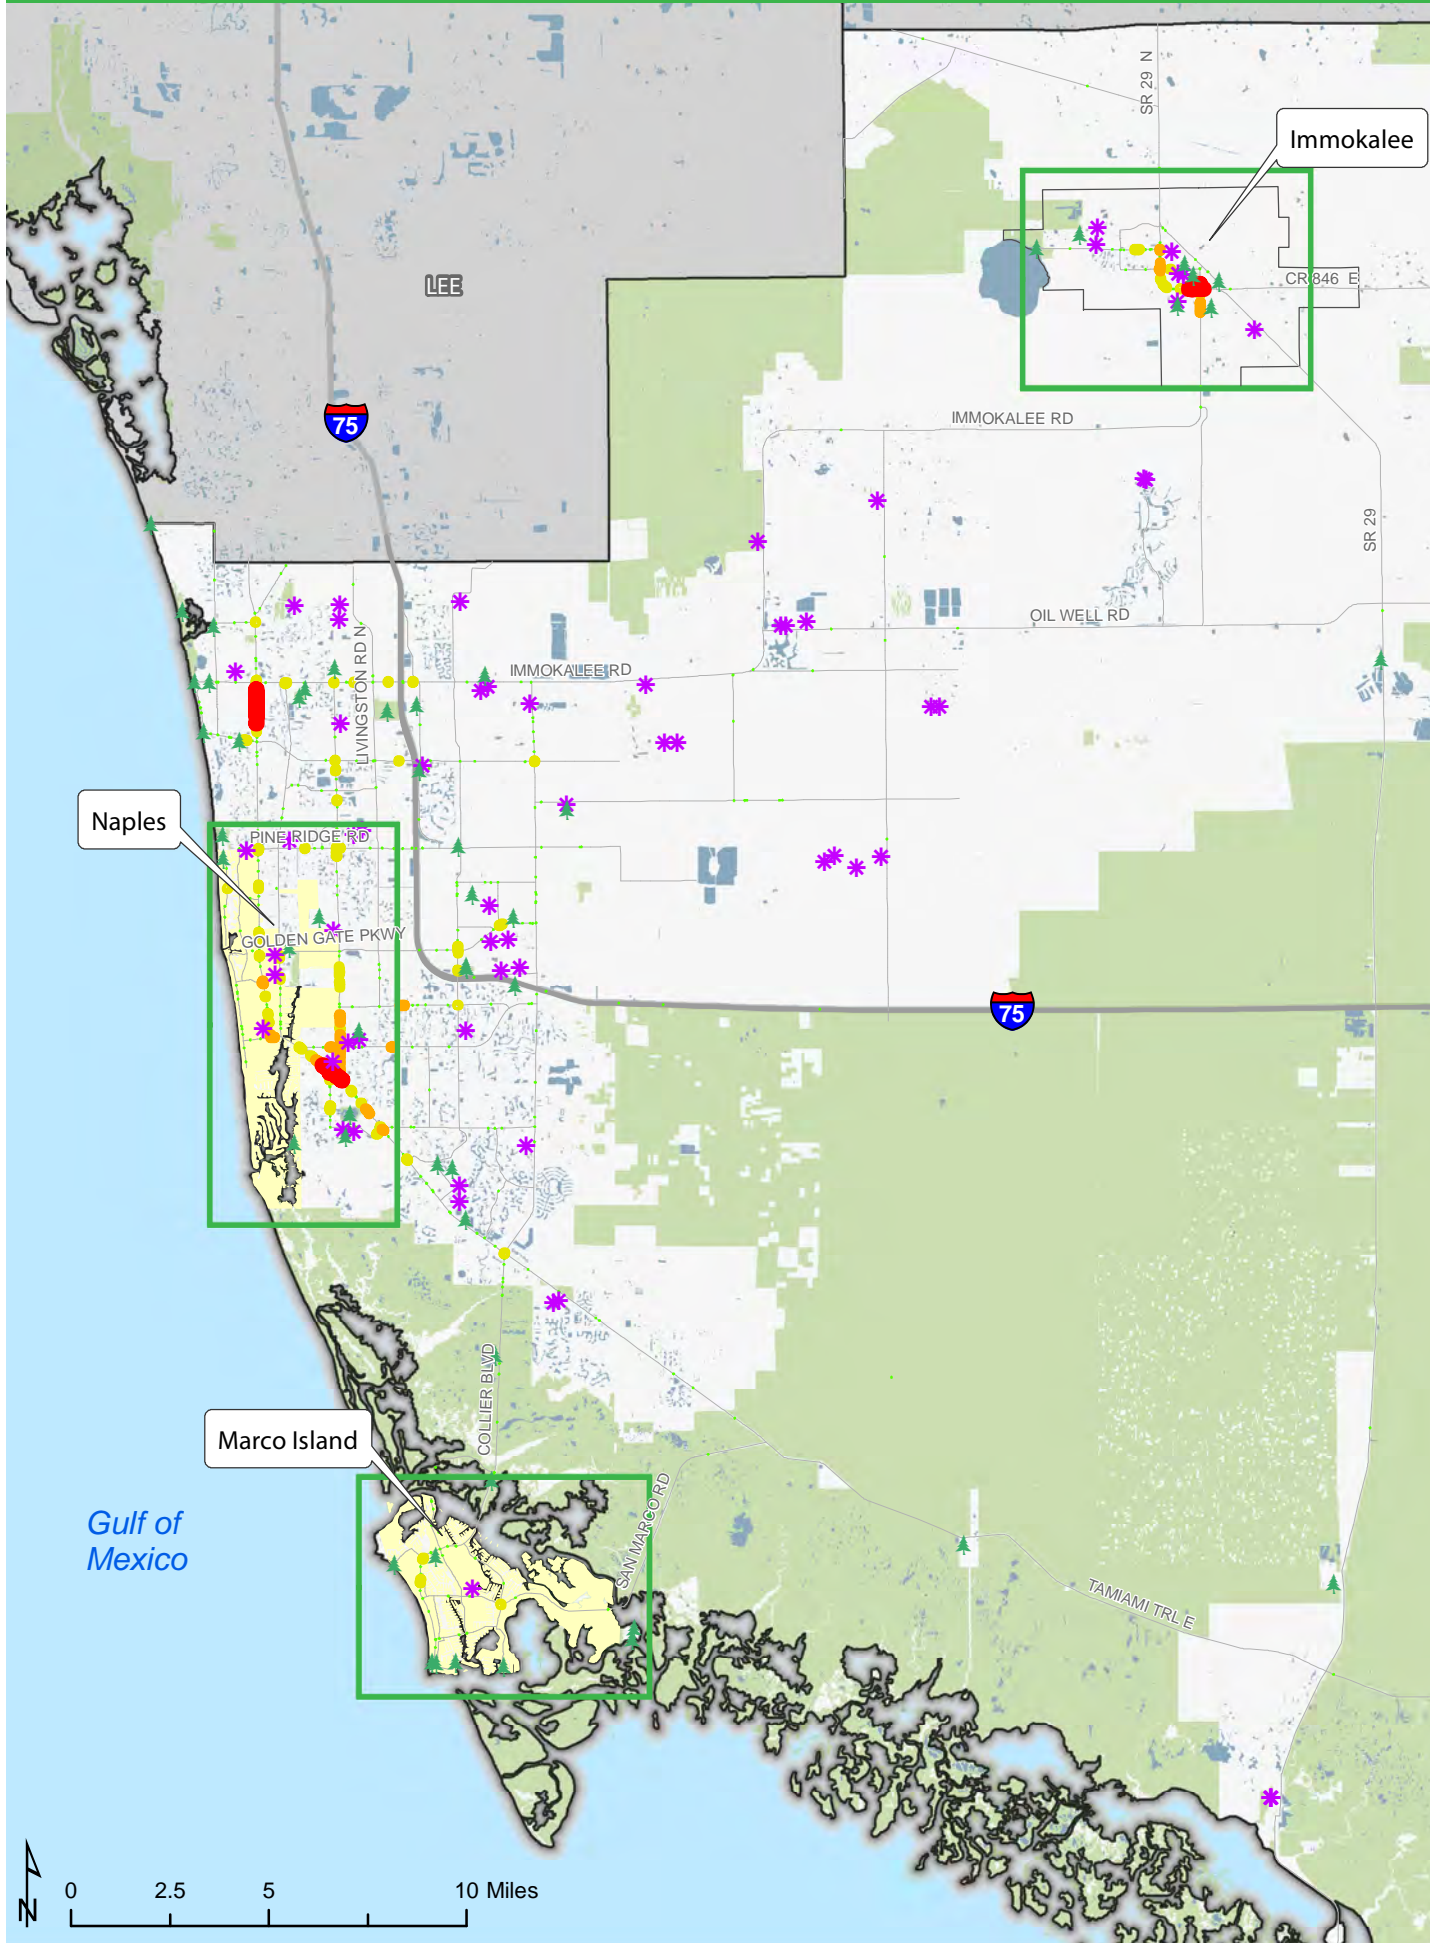 SR 29 N
Immokalee
LEE
CR 846 E
75
IMMOKALEE RD
SR 29
OIL WELL RD
LIVINGSTON RD N
IMMOKALEE RD
Naples
PINE RIDGE RD
GOLDEN GATE PKWY
75
COLLIER BLVD
Marco Island
SAN MARCO RD
Gulf of
Mexico
TAMIAMI TRL E
N
0 2.5 5 10 Miles